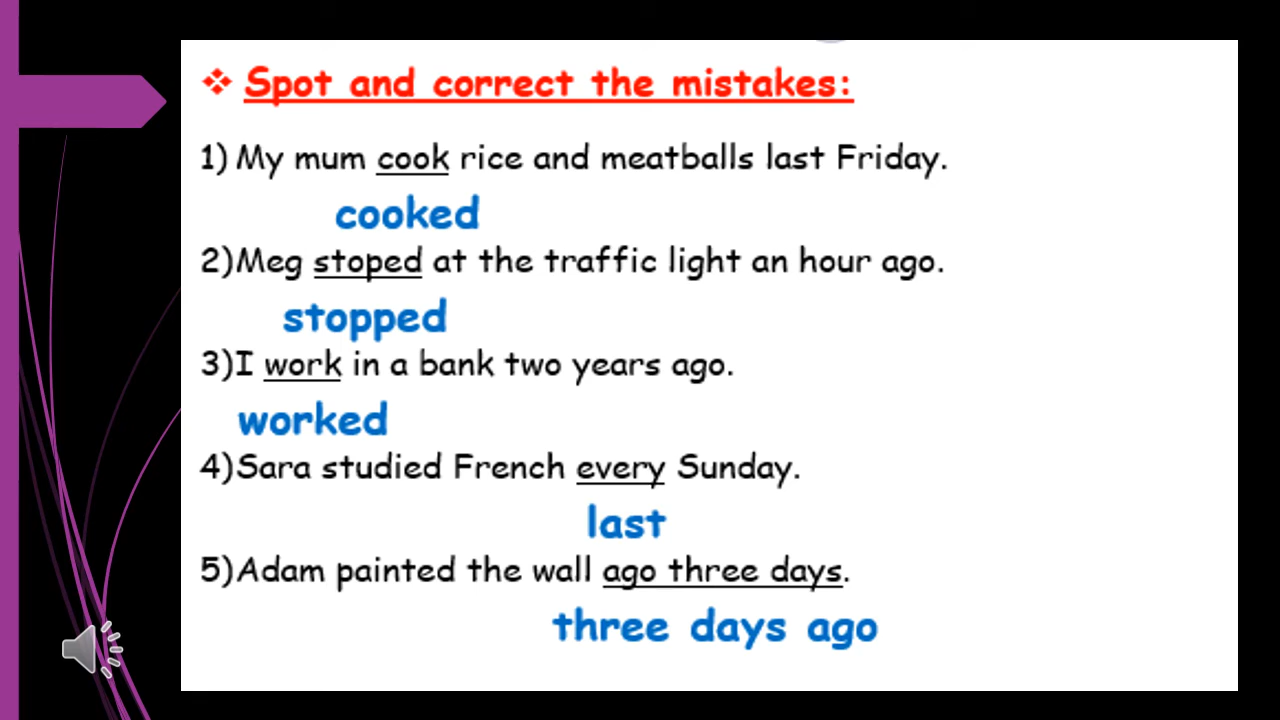 ❖ Spot and correct the mistakes:
1) My mum cook rice and meatballs last Friday.
cooked
2)Meg stoped at the traffic light an hour ago.
stopped
3)I work in a bank two years ago.
worked
4)Sara studied French every Sunday.
last
5)Adam painted the wall ago three days.
three days ago